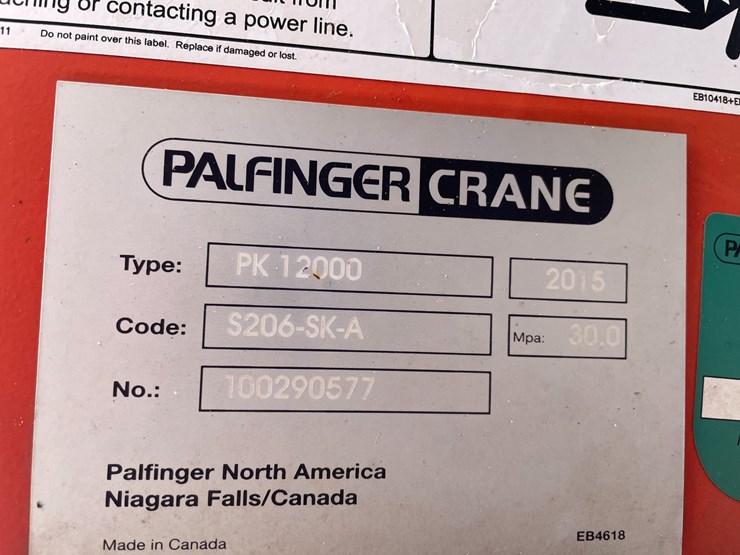 or contacting a power line.
11 Do not paint over this label. Replace if damaged or lost.
PALFINGER CRANE
Type: PK 12000 2015
Code: S206-SK-A Mpa: 30.0
No.: 100290577
Palfinger North America
Niagara Falls/Canada
Made in Canada
EB4618